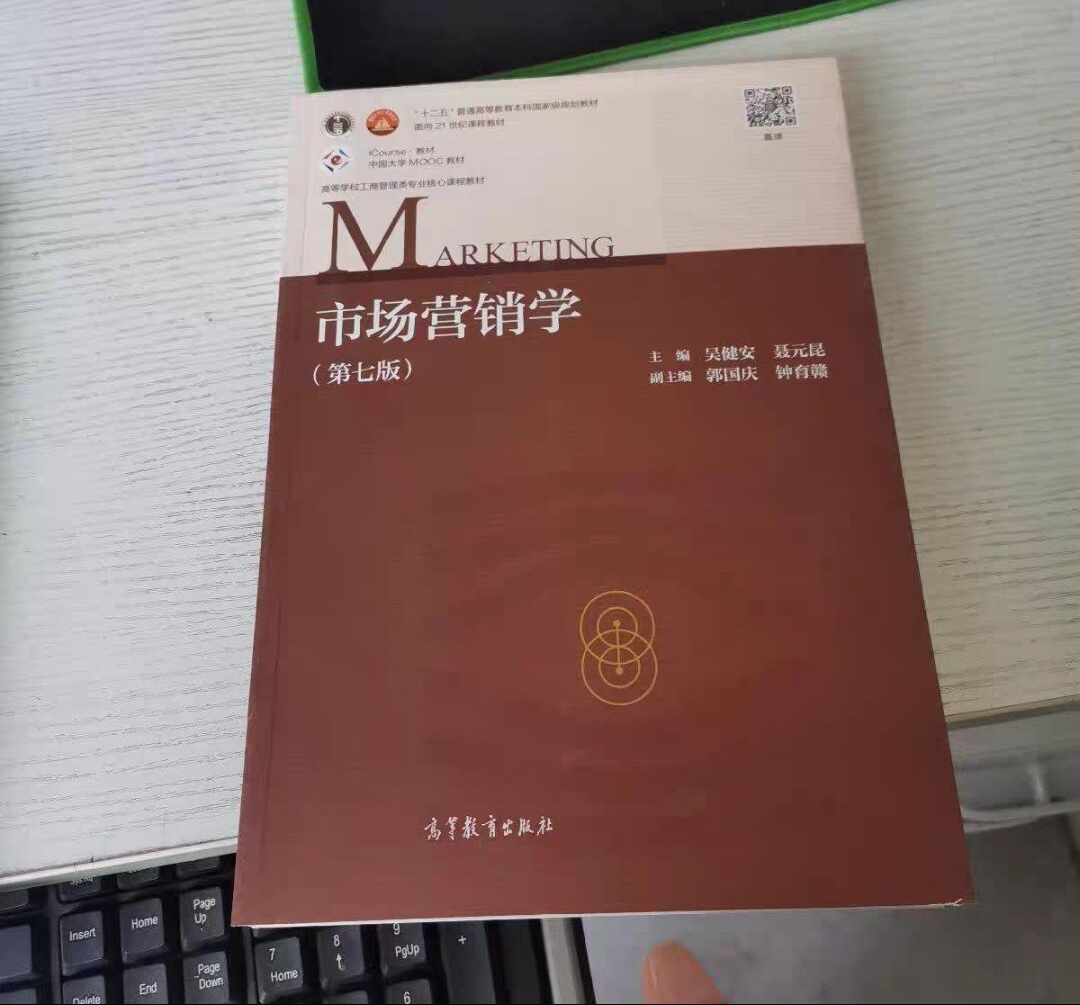 "十二五"普通高等教育本科国家级规划教材
面向21世纪课程教材
iCourse·教材
中国大学MOOC教材
高等学校工商管理类专业核心课程教材
慕课
MARKETING
市场营销学
(第七版)
主 编 吴健安 聂元昆
副主编 郭国庆 钟育赣
高等教育出版社
Insert
Home
Page Up
Delete
End
Page Down
7 Home
8
9 PgUp
+
6